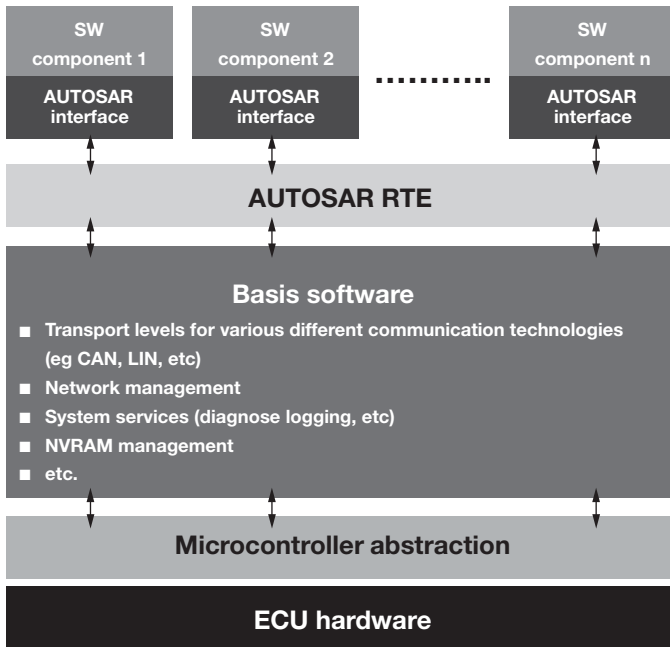 SW
component 1
AUTOSAR
interface
SW
component 2
AUTOSAR
interface
SW
component n
AUTOSAR
interface
AUTOSAR RTE
Basis software
■ Transport levels for various different communication technologies
(eg CAN, LIN, etc)
■ Network management
■ System services (diagnose logging, etc)
■ NVRAM management
■ etc.
Microcontroller abstraction
ECU hardware